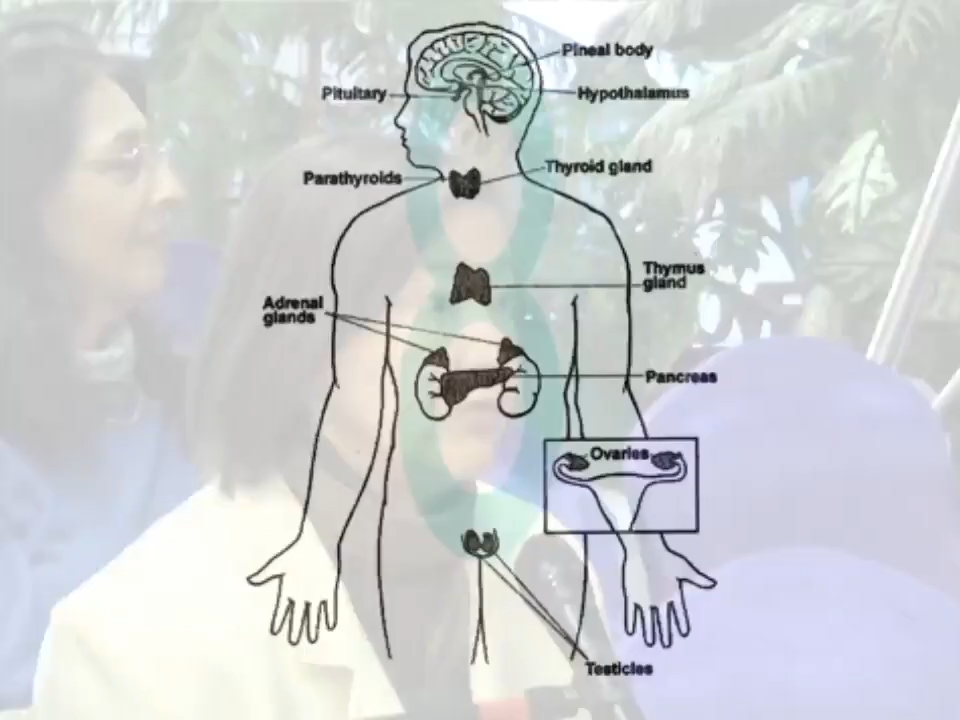 Pineal body
Pituitary
Hypothalamus
Parathyroids
Thyroid gland
Thymus
gland
Adrenal
glands
Pancreas
Ovaries
Testicles